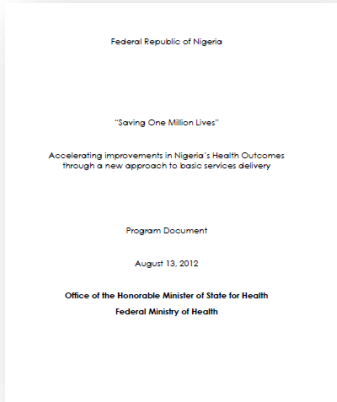 Federal Republic of Nigeria
"Saving One Million Lives"
Accelerating improvements in Nigeria's Health Outcomes
through a new approach to basic services delivery
Program Document
August 13, 2012
Office of the Honorable Minister of State for Health
Federal Ministry of Health